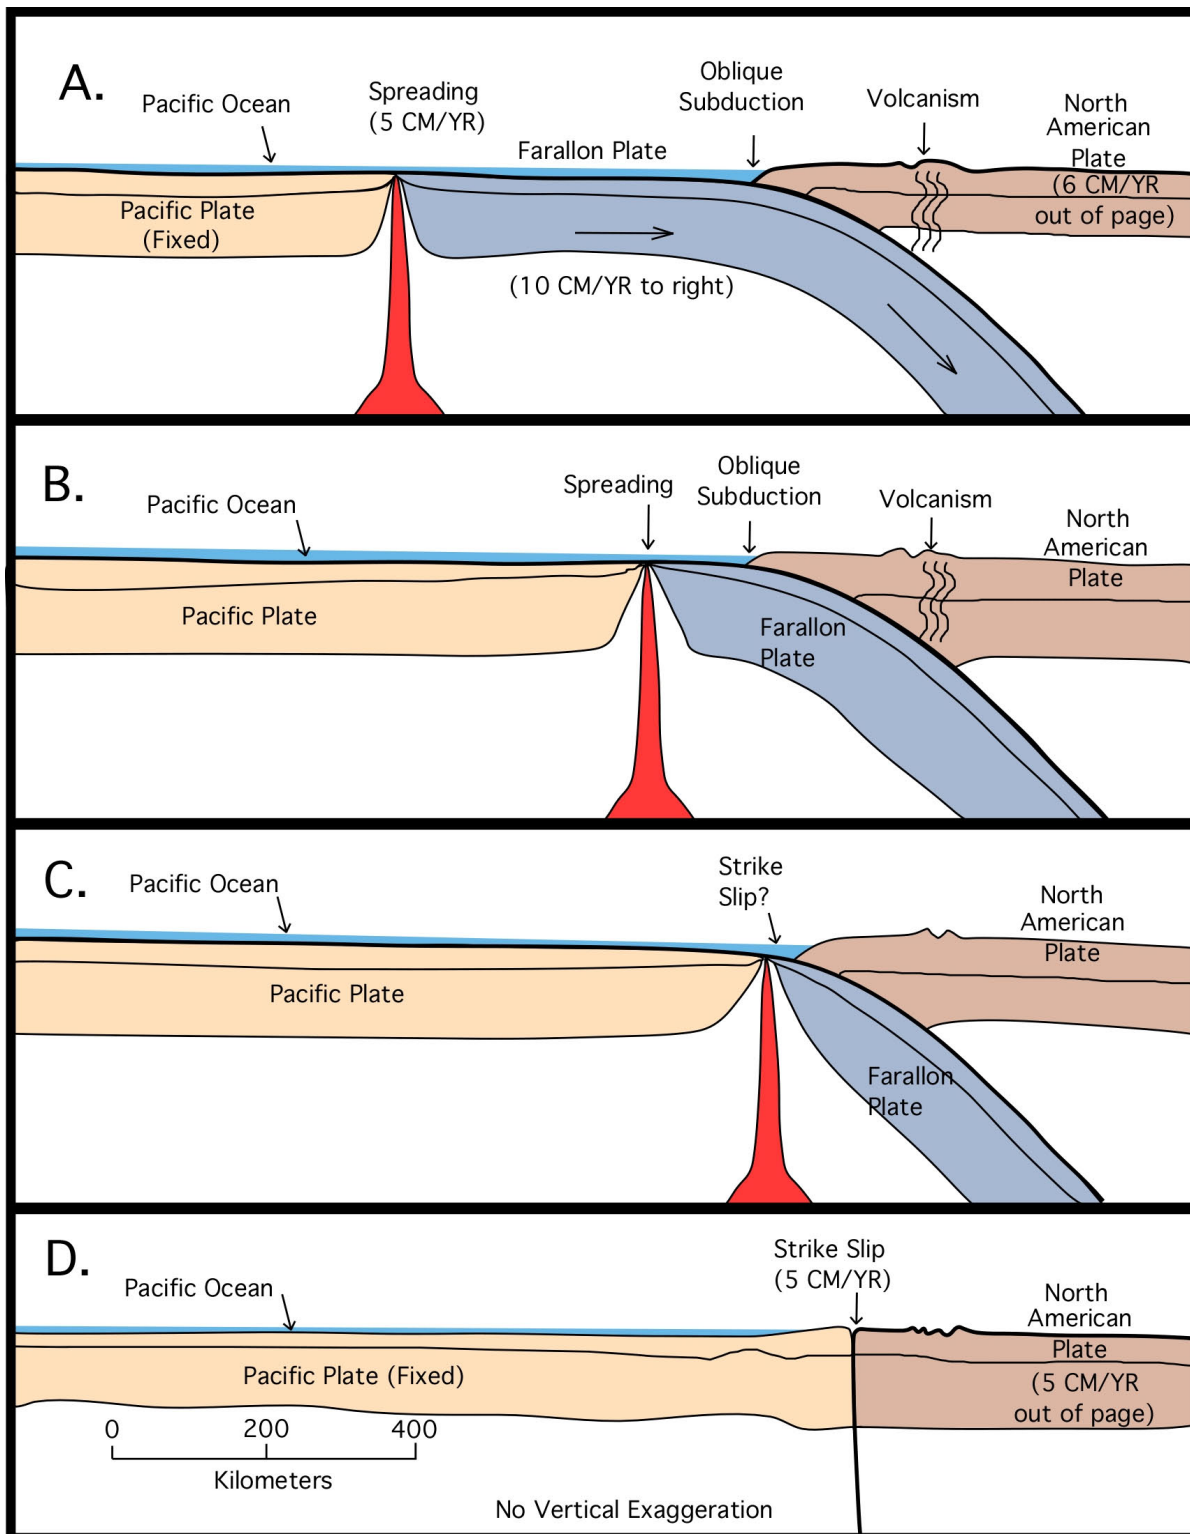 A.
Pacific Ocean
Spreading
(5 CM/YR)
Oblique
Subduction
Volcanism
North
American
Plate
(6 CM/YR
out of page)
Farallon Plate
Pacific Plate
(Fixed)
(10 CM/YR to right)
B.
Pacific Ocean
Spreading
Oblique
Subduction
Volcanism
North
American
Plate
Pacific Plate
Farallon
Plate
C.
Pacific Ocean
Strike
Slip?
North
American
Plate
Pacific Plate
Farallon
Plate
D.
Pacific Ocean
Strike Slip
(5 CM/YR)
North
American
Plate
(5 CM/YR
out of page)
Pacific Plate (Fixed)
0 200 400
Kilometers
No Vertical Exaggeration